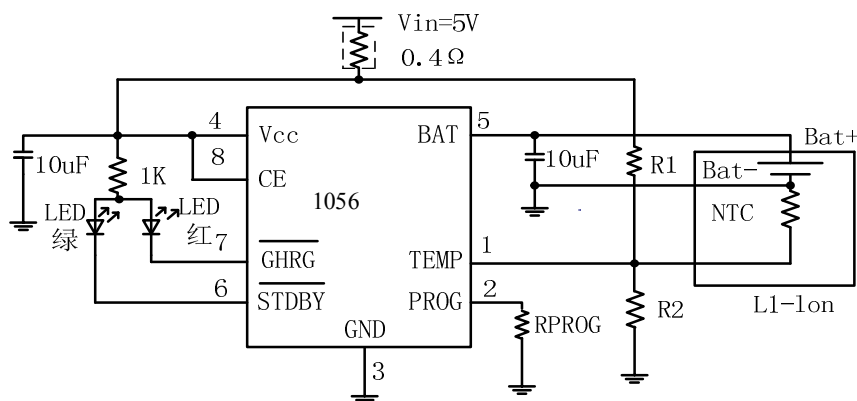 Vin=5V
0.4Ω
4
Vcc
BAT
5
Bat+
10uF
8
CE
10uF
R1
Bat-
1K
1056
NTC
LED
绿
LED
红
7
GHRG
TEMP
1
6
STDBY
PROG
2
RPROG
R2
L1-lon
GND
3